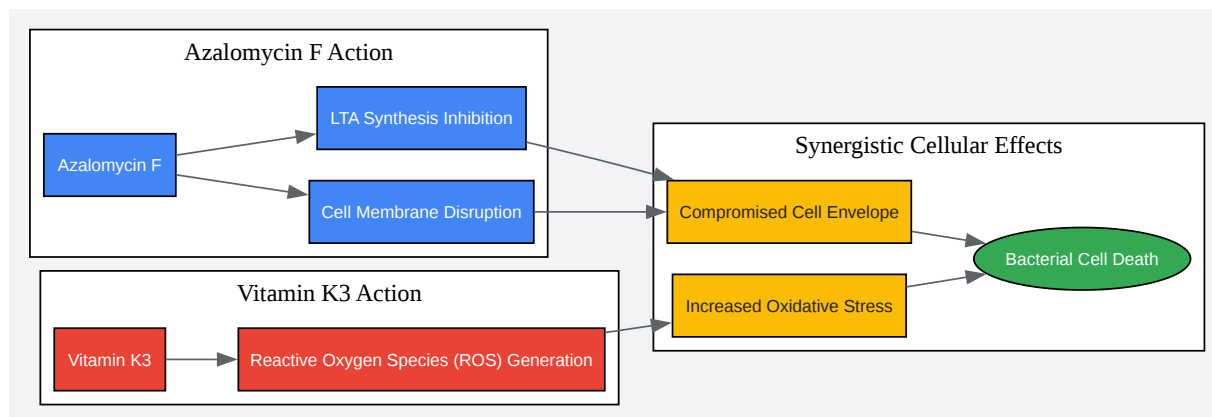 Azalomycin F Action
Azalomycin F
LTA Synthesis Inhibition
Cell Membrane Disruption
Vitamin K3 Action
Vitamin K3
Reactive Oxygen Species (ROS) Generation
Synergistic Cellular Effects
Compromised Cell Envelope
Increased Oxidative Stress
Bacterial Cell Death